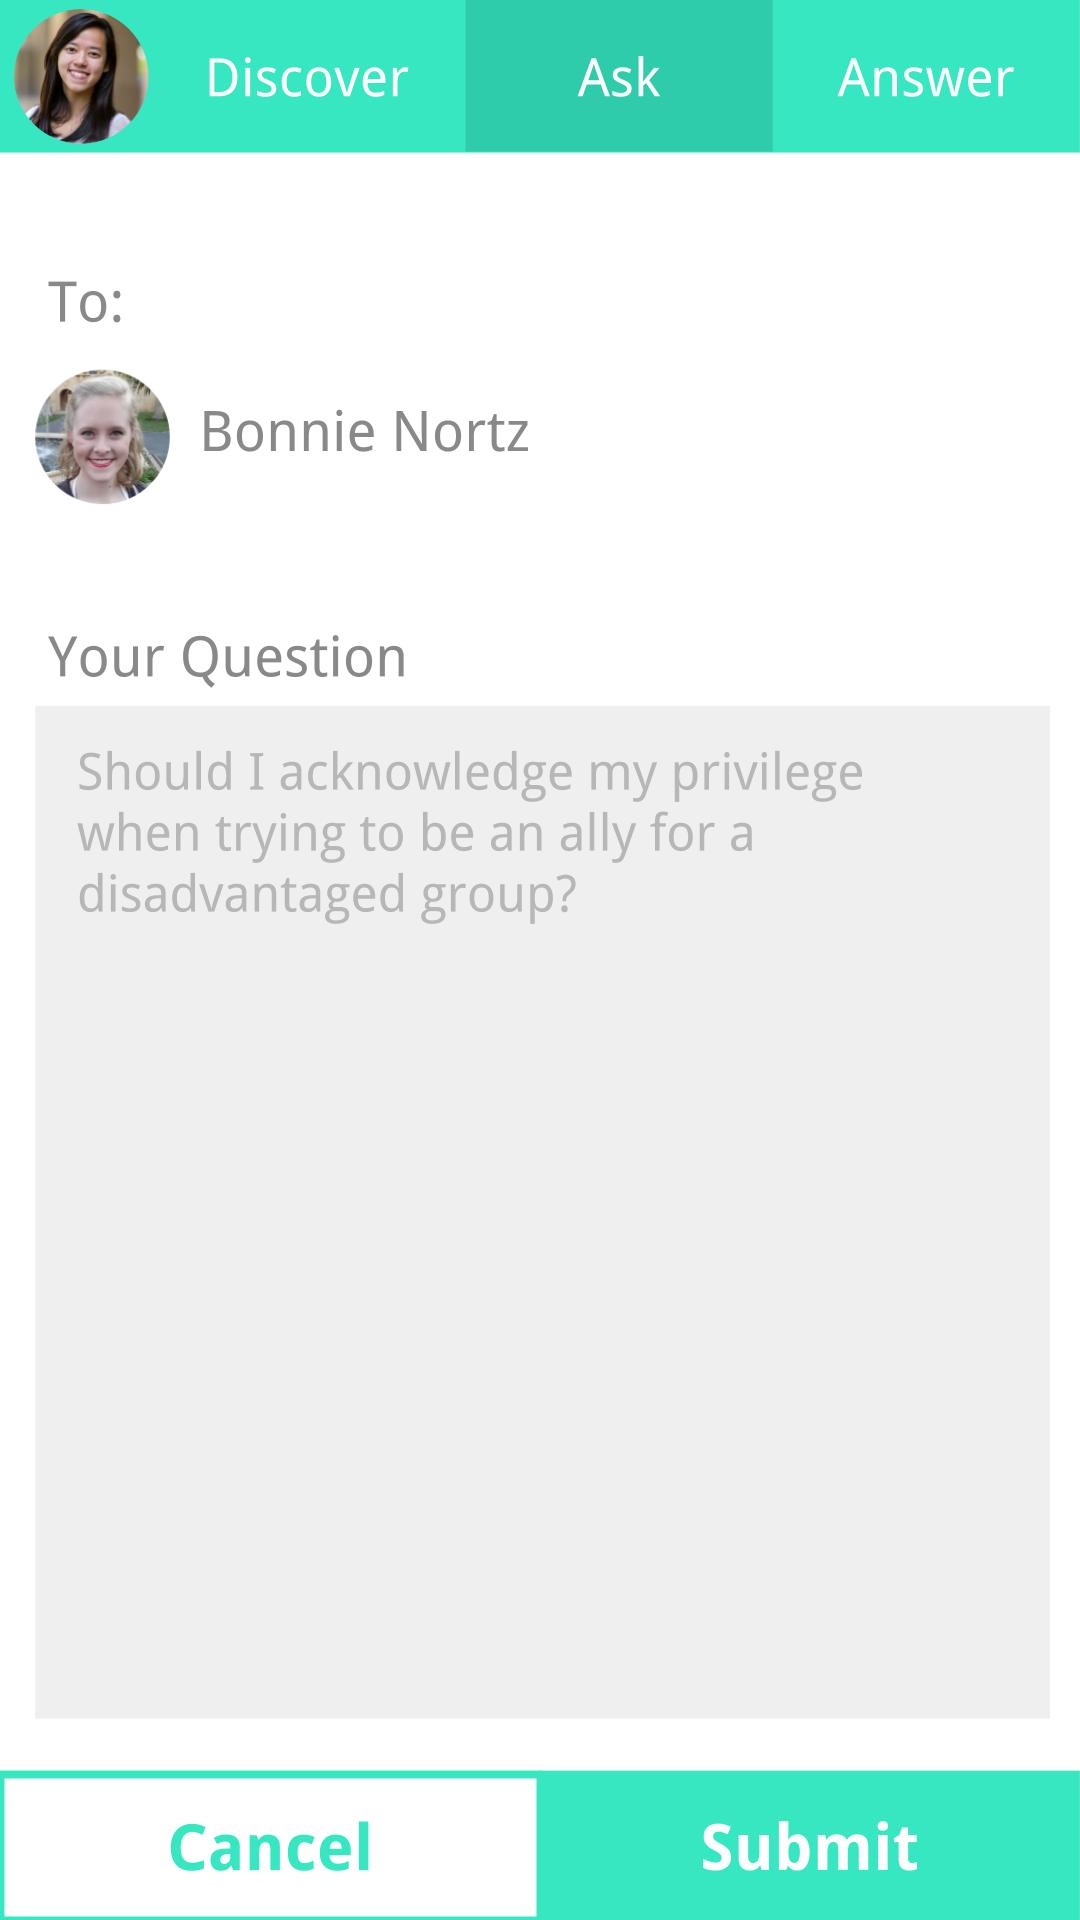 Discover Ask Answer
To:
Bonnie Nortz
Your Question
Should I acknowledge my privilege
when trying to be an ally for a
disadvantaged group?
Cancel Submit